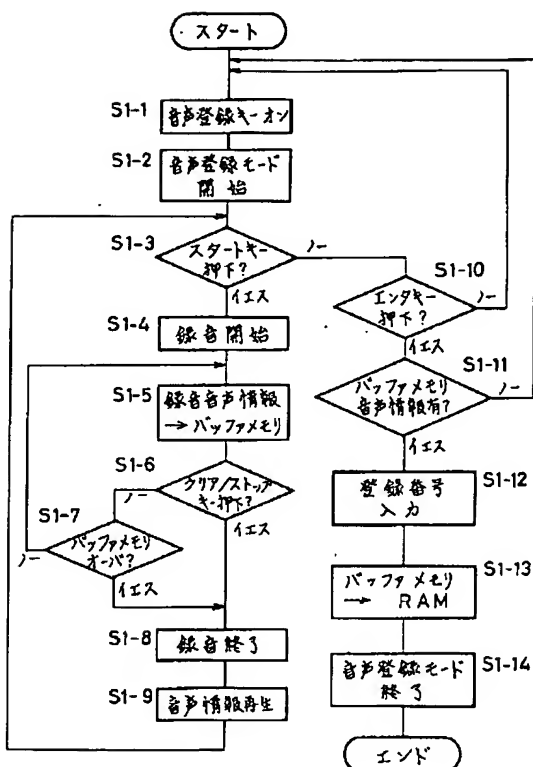 スタート
S1-1
音声登録キーオン
S1-2
音声登録モード
開始
S1-3
スタートキー
押下?
ノー
イエス
S1-4
録音開始
S1-5
録音音声情報
→バッファメモリ
S1-6
クリア/ストップ
キー押下?
ノー
イエス
S1-7
バッファメモリ
オーバ?
ノー
イエス
S1-8
録音終了
S1-9
音声情報再生
S1-10
エンタキー
押下?
ノー
イエス
S1-11
バッファメモリ
音声情報有?
ノー
イエス
S1-12
登録番号
入力
S1-13
バッファメモリ
→ RAM
S1-14
音声登録モード
終了
エンド